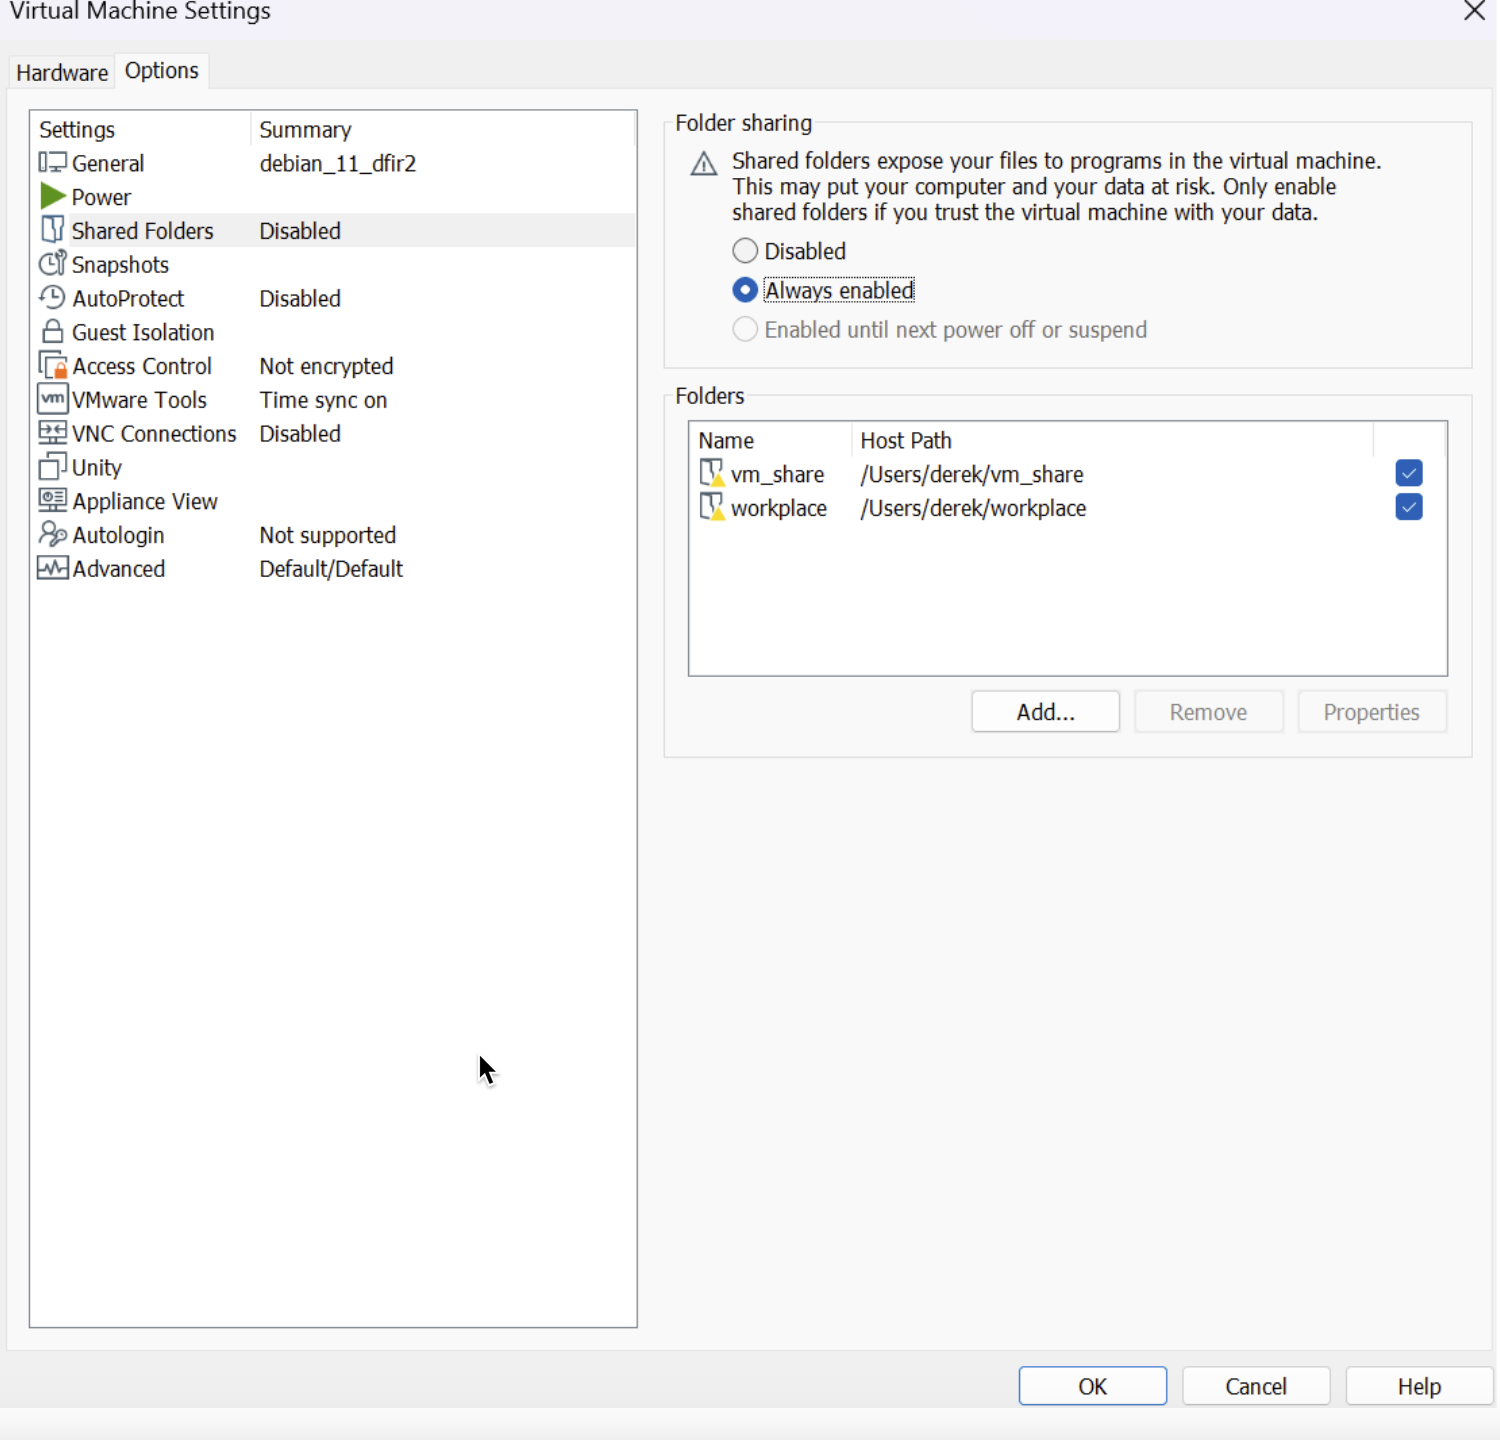 Virtual Machine Settings
Hardware
Options
Settings Summary
General debian_11_dfir2
Power
Shared Folders Disabled
Snapshots
AutoProtect Disabled
Guest Isolation
Access Control Not encrypted
vm VMware Tools Time sync on
VNC Connections Disabled
Unity
Appliance View
Autologin Not supported
Advanced Default/Default
Folder sharing
Shared folders expose your files to programs in the virtual machine.
This may put your computer and your data at risk. Only enable
shared folders if you trust the virtual machine with your data.
Disabled
Always enabled
Enabled until next power off or suspend
Folders
Name Host Path
vm_share /Users/derek/vm_share
workplace /Users/derek/workplace
Add... Remove Properties
OK Cancel Help